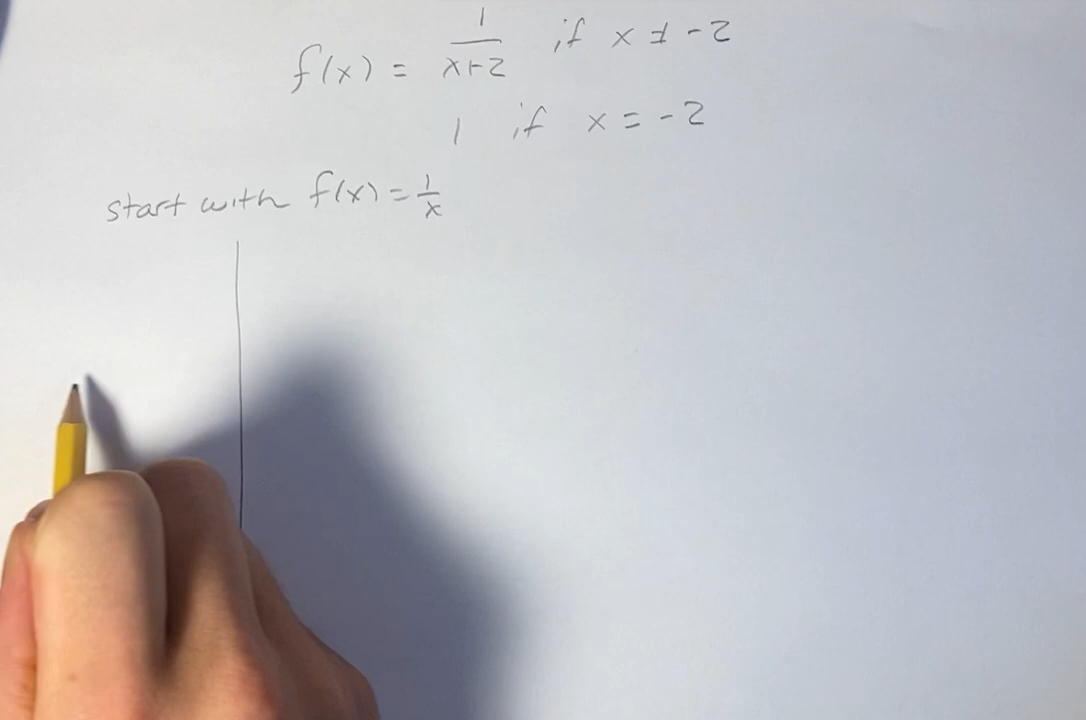 f(x) = 1/(x+2) if x ≠ -2
1 if x = -2
start with f(x) = 1/x